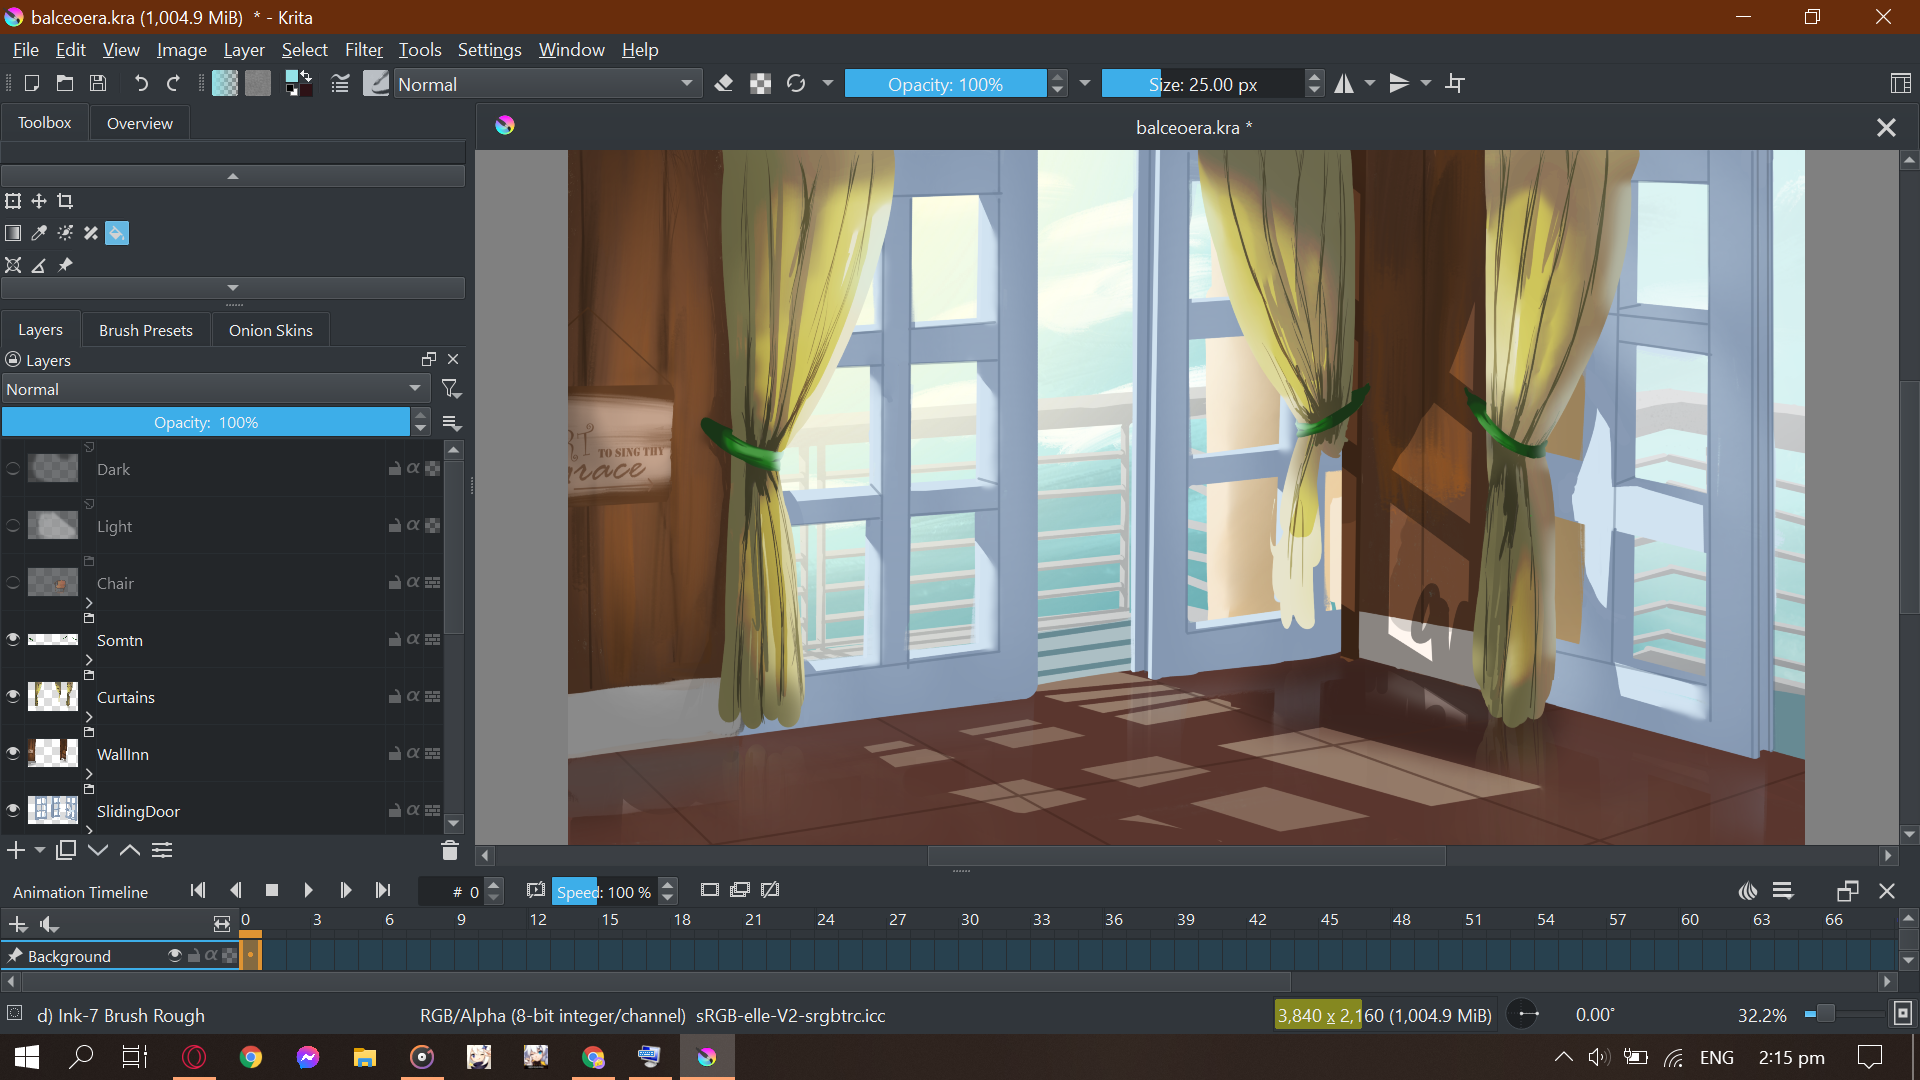 balceoera.kra (1,004.9 MiB) * - Krita
File Edit View Image Layer Select Filter Tools Settings Window Help
Normal Opacity: 100% Size: 25.00 px
Toolbox Overview
balceoera.kra *
Layers Brush Presets Onion Skins
Layers
Normal
Opacity: 100%
Dark
Light
Chair
Somtn
Curtains
WallInn
SlidingDoor
TO SING THY
Animation Timeline # 0 Speed: 100 %
0 3 6 9 12 15 18 21 24 27 30 33 36 39 42 45 48 51 54 57 60 63 66
Background
d) Ink-7 Brush Rough RGB/Alpha (8-bit integer/channel) sRGB-elle-V2-srgbtrc.icc 3,840 x 2,160 (1,004.9 MiB) 0.00° 32.2%
ENG 2:15 pm